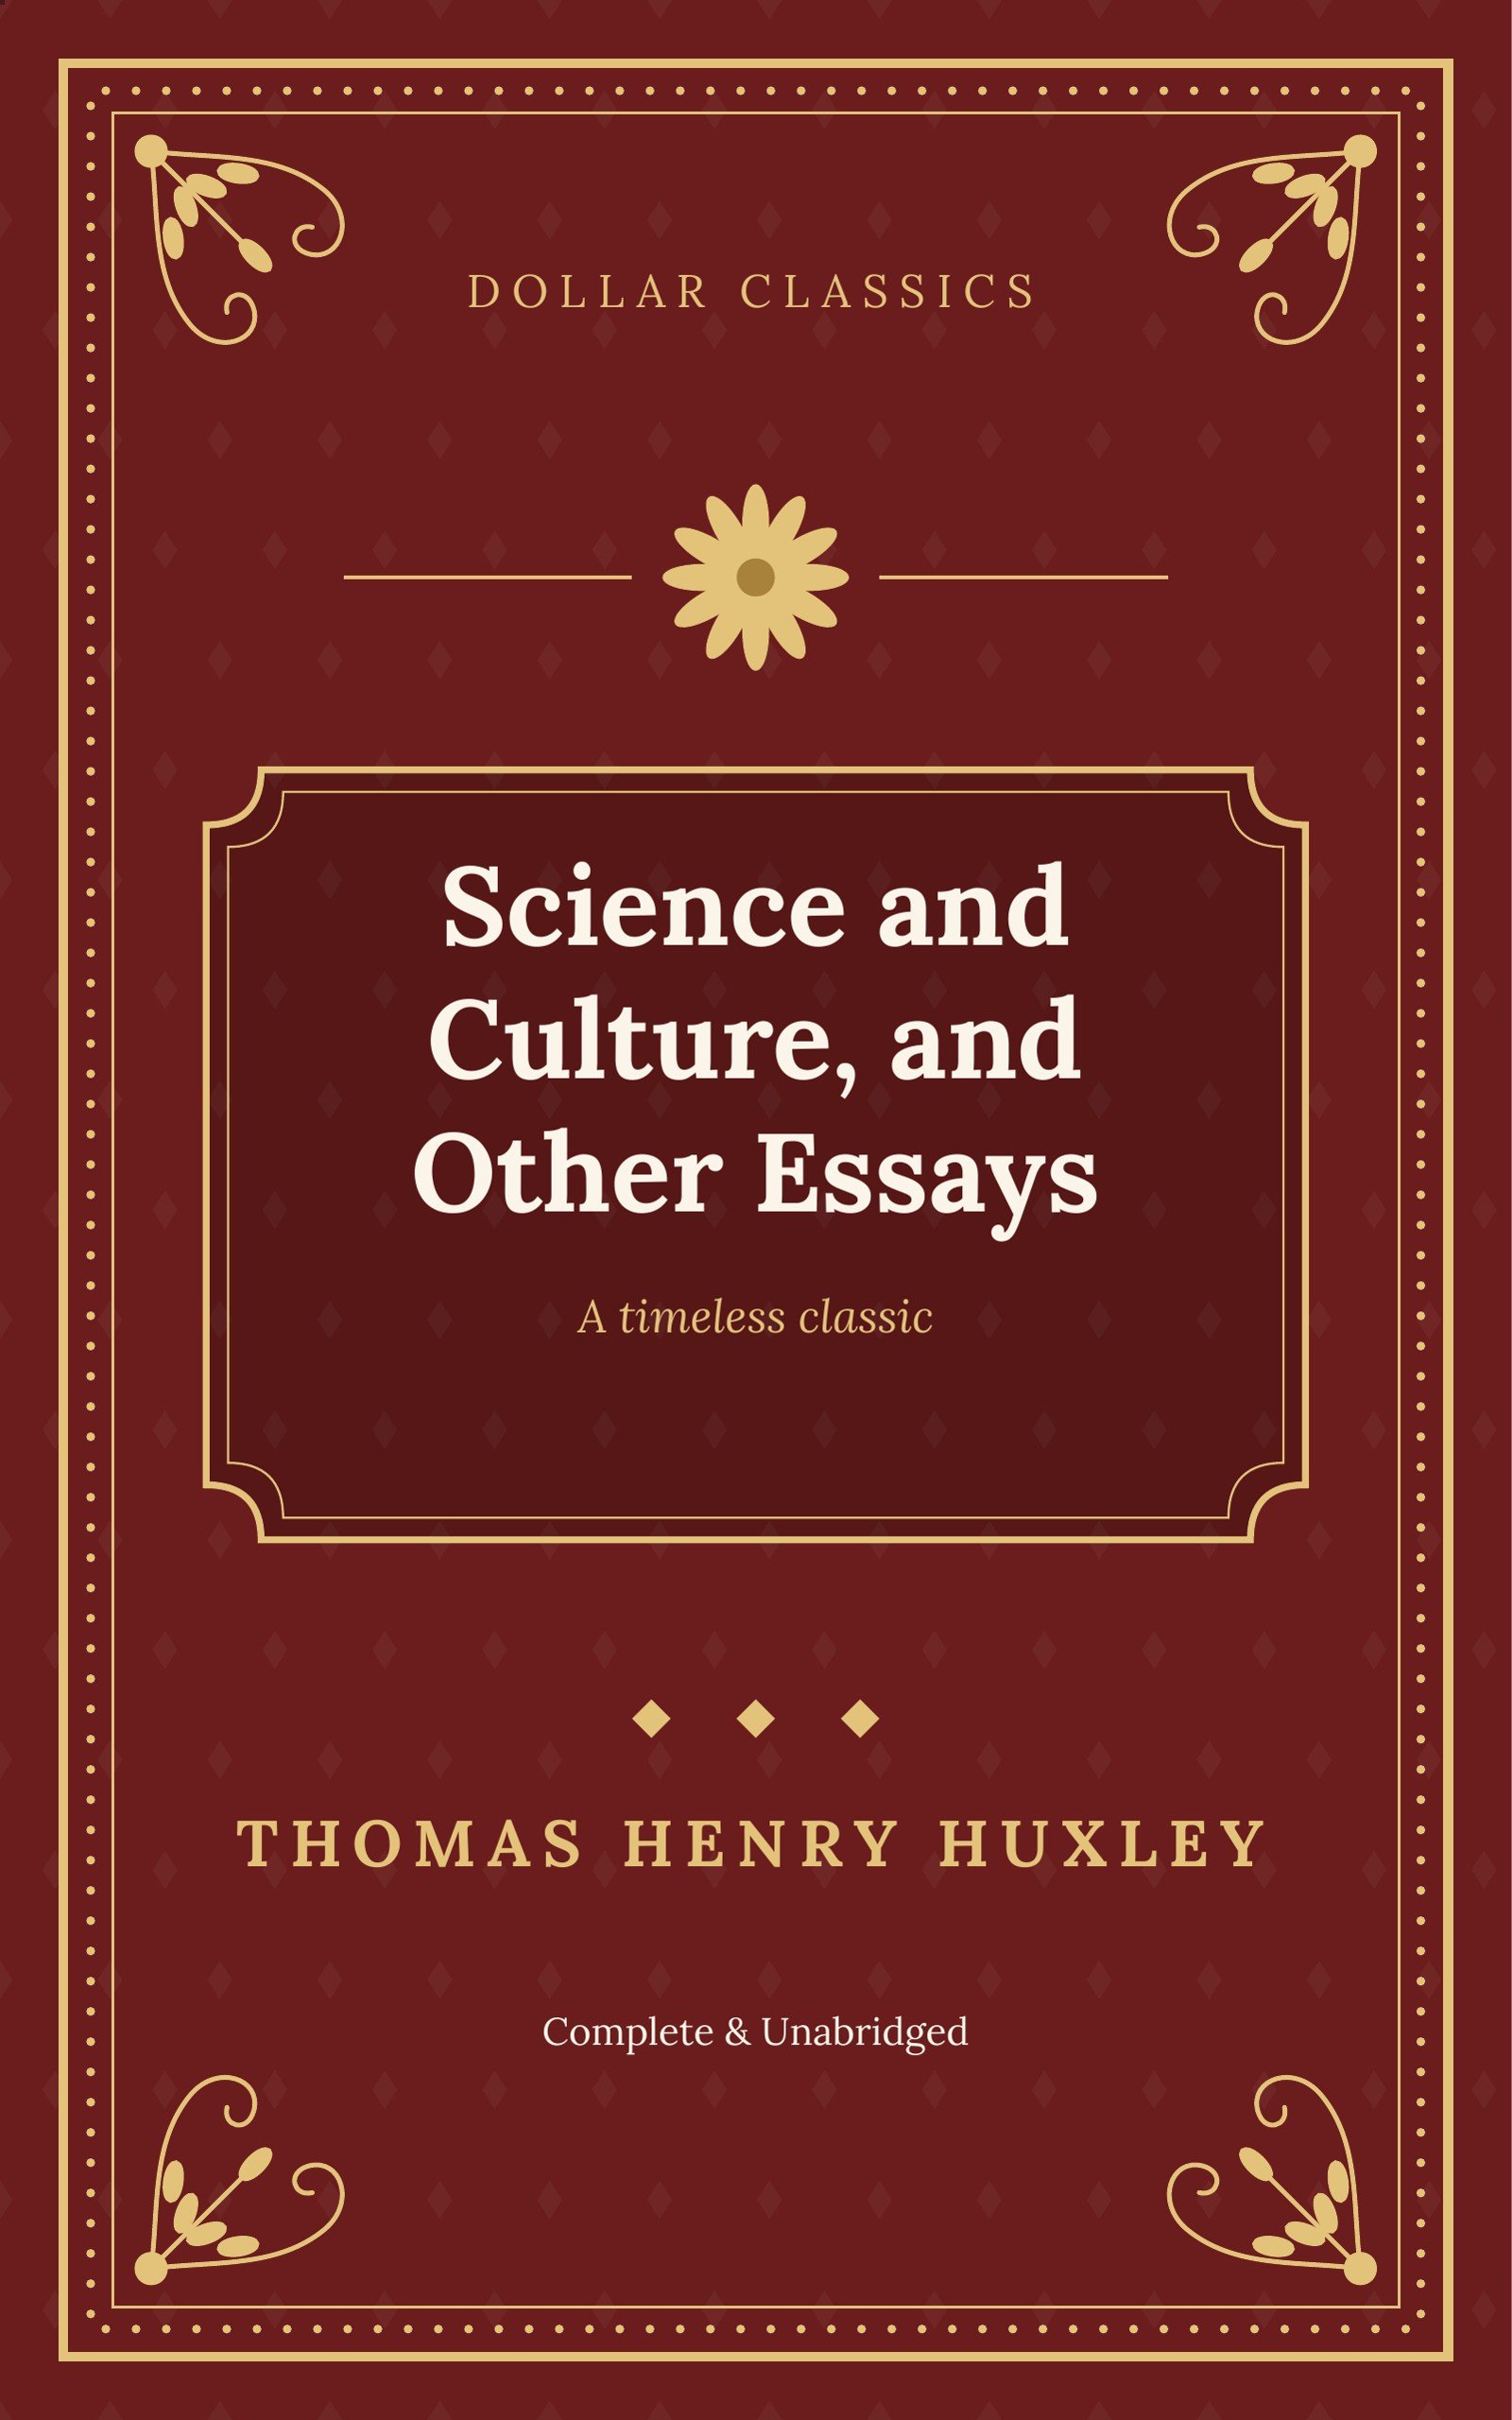 DOLLAR CLASSICS
Science and
Culture, and
Other Essays
A timeless classic
THOMAS HENRY HUXLEY
Complete & Unabridged